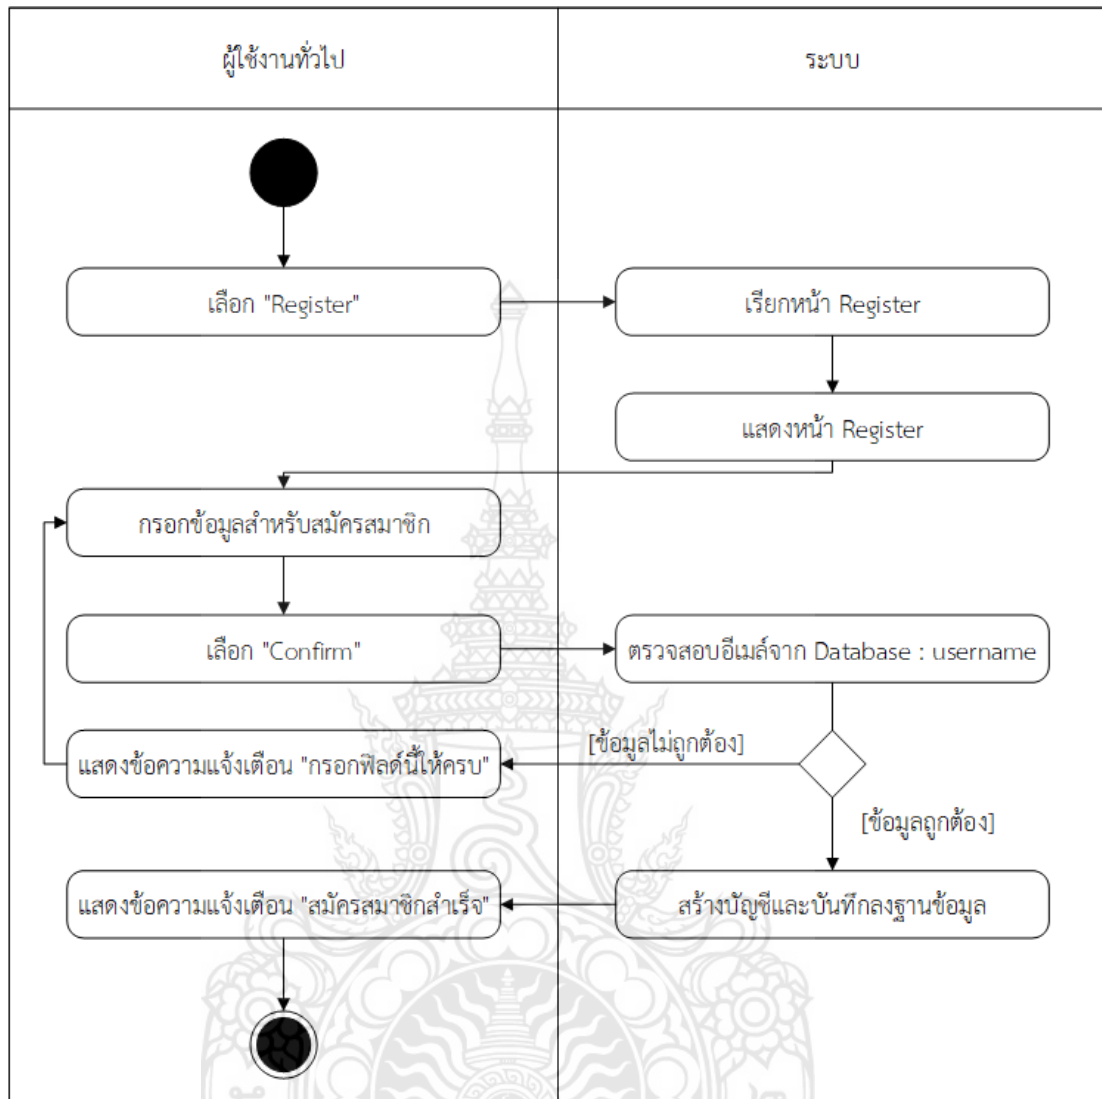 ผู้ใช้งานทั่วไป
ระบบ
เลือก "Register"
เรียกหน้า Register
แสดงหน้า Register
กรอกข้อมูลสำหรับสมัครสมาชิก
เลือก "Confirm"
ตรวจสอบอีเมล์จาก Database : username
[ข้อมูลไม่ถูกต้อง]
แสดงข้อความแจ้งเตือน "กรอกฟิลด์นี้ให้ครบ"
[ข้อมูลถูกต้อง]
แสดงข้อความแจ้งเตือน "สมัครสมาชิกสำเร็จ"
สร้างบัญชีและบันทึกลงฐานข้อมูล